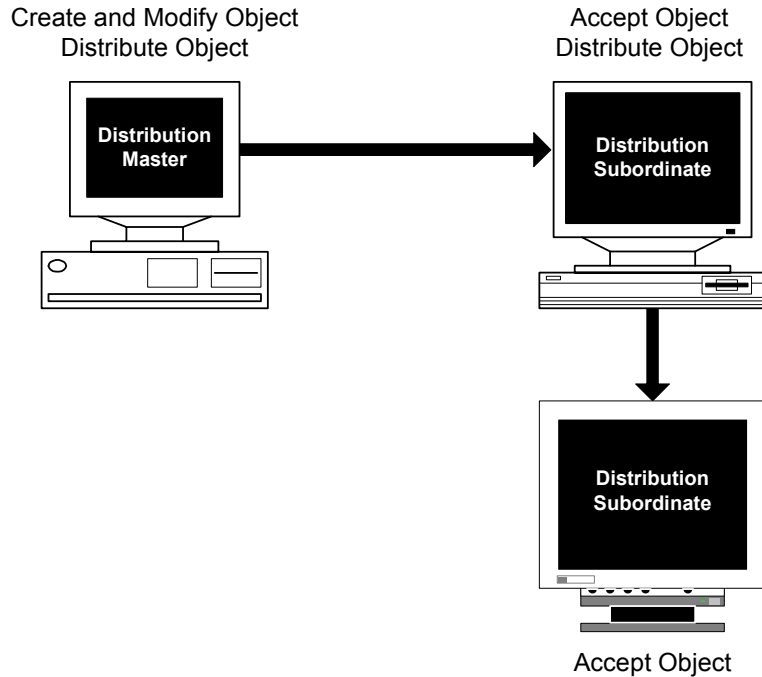 Create and Modify Object
Distribute Object
Accept Object
Distribute Object
Distribution
Master
Distribution
Subordinate
Distribution
Subordinate
Accept Object